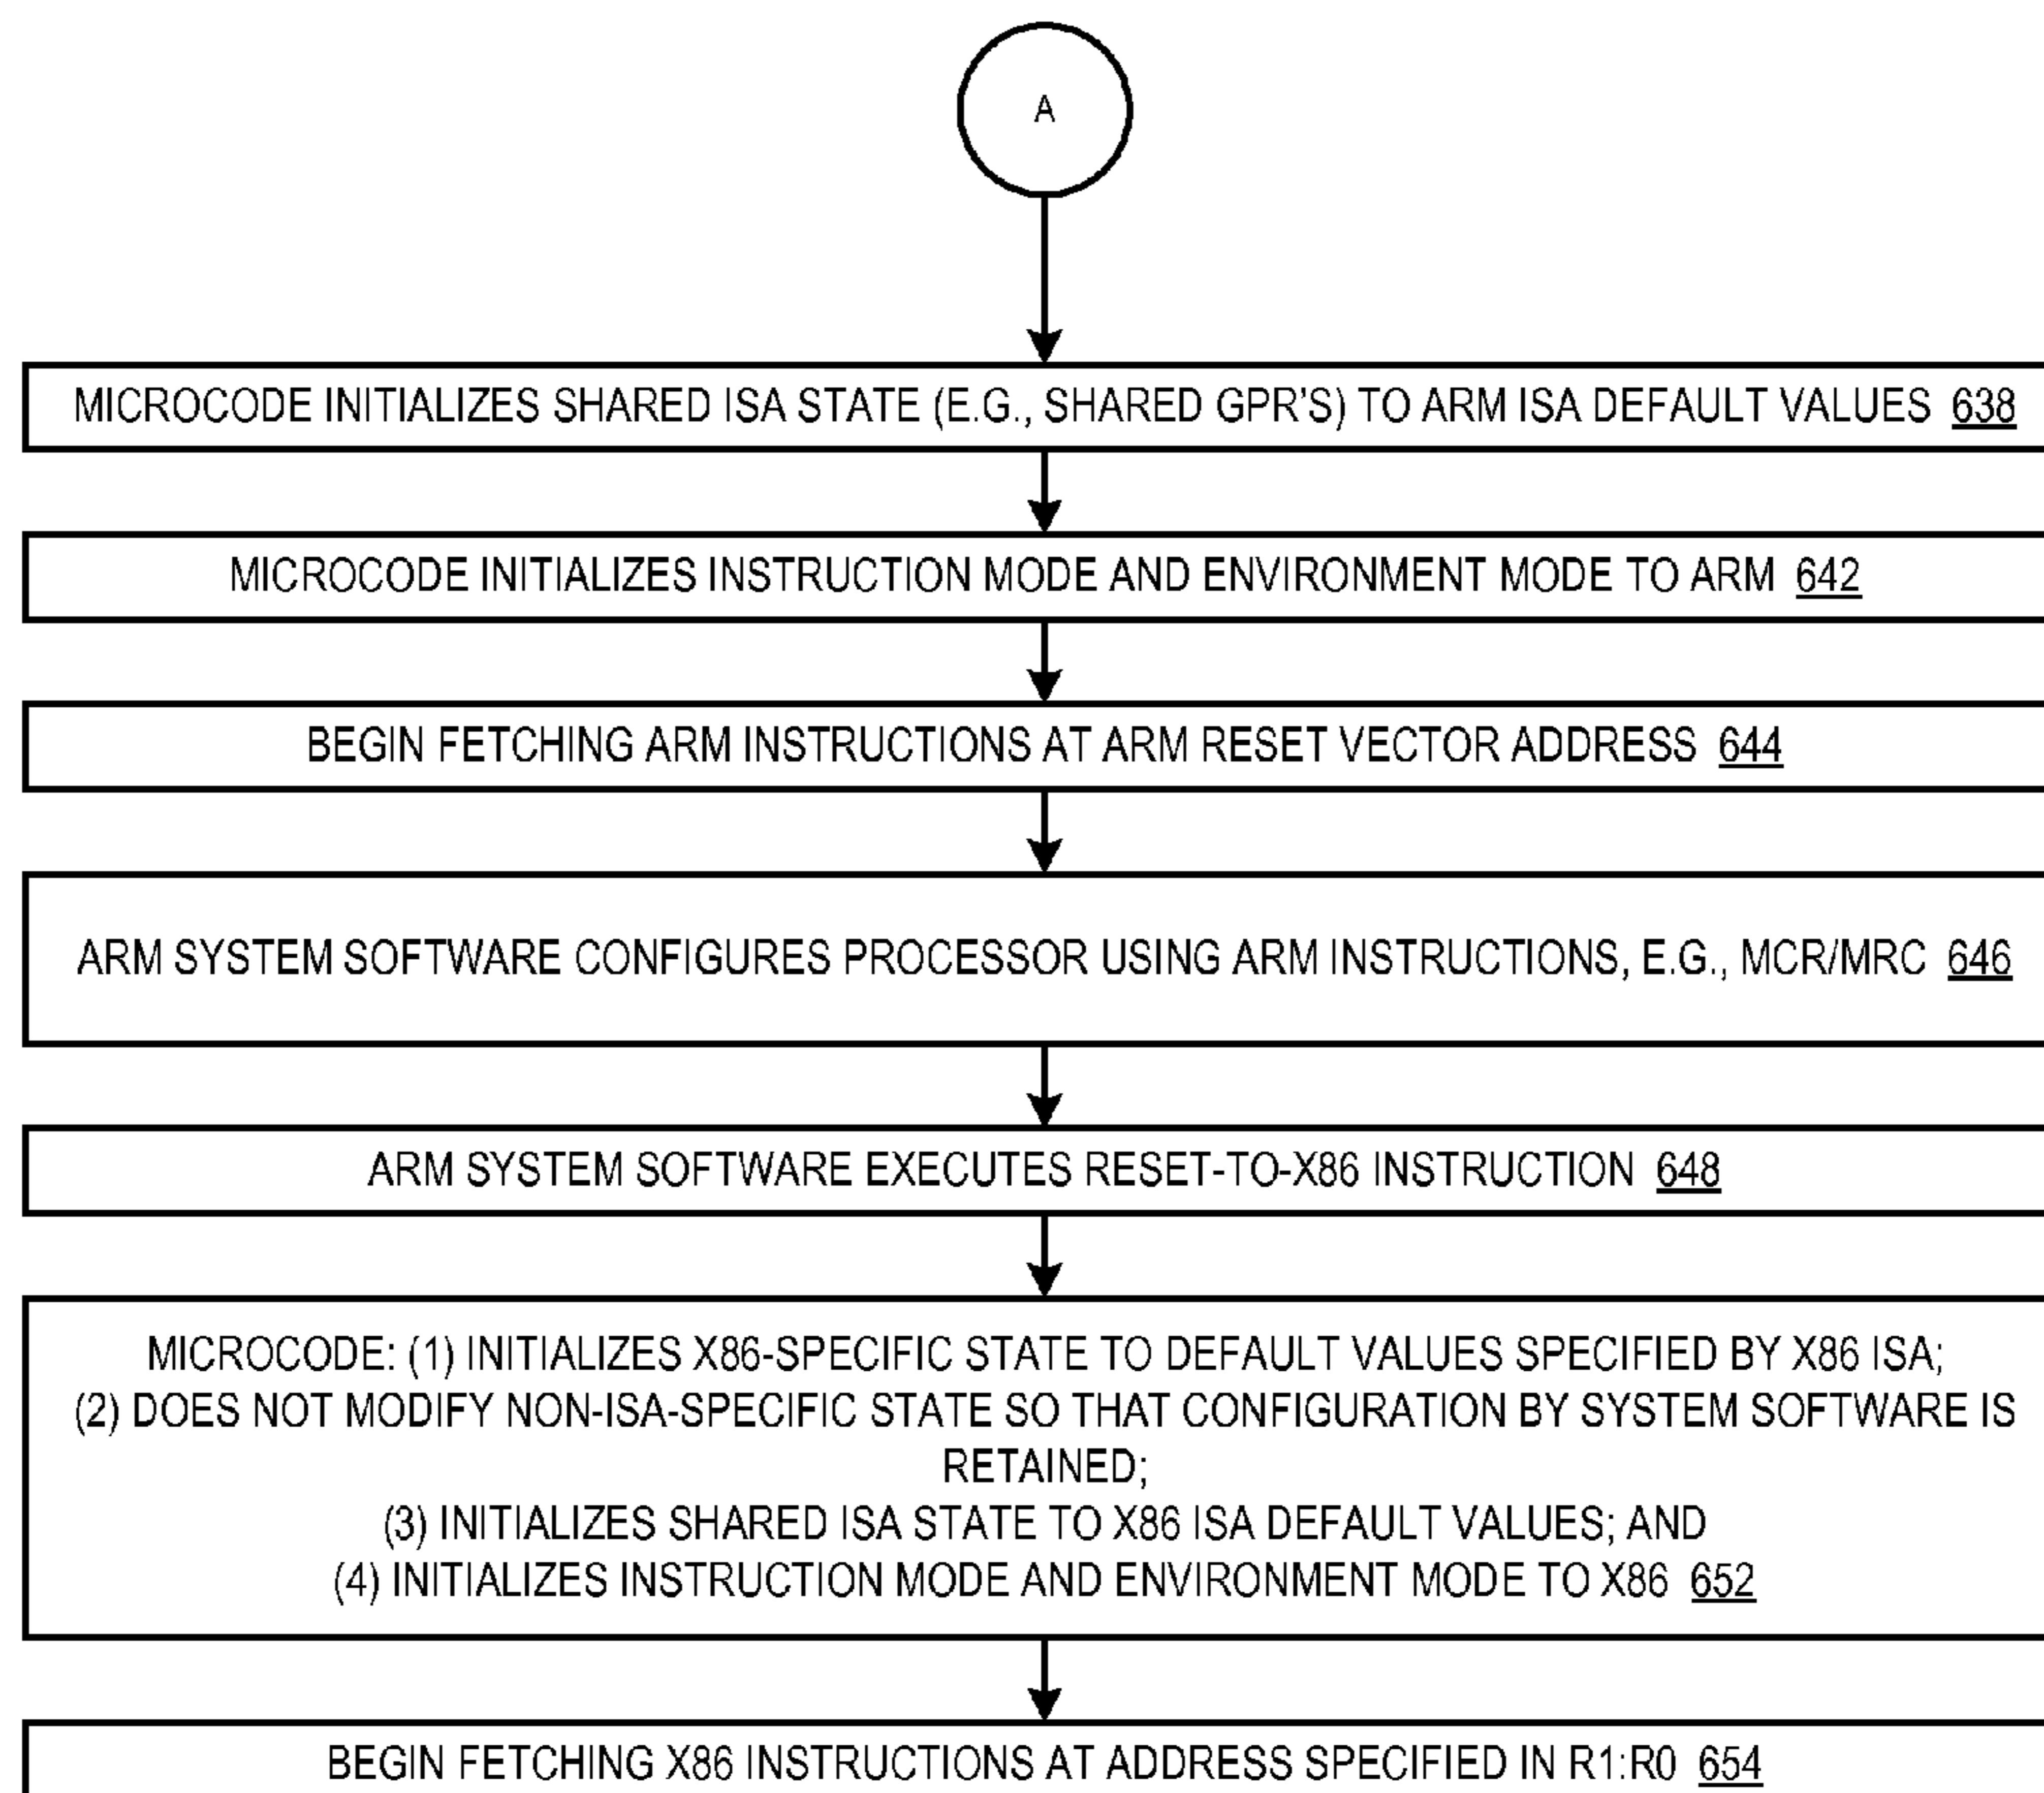 A
MICROCODE INITIALIZES SHARED ISA STATE (E.G., SHARED GPR'S) TO ARM ISA DEFAULT VALUES 638
MICROCODE INITIALIZES INSTRUCTION MODE AND ENVIRONMENT MODE TO ARM 642
BEGIN FETCHING ARM INSTRUCTIONS AT ARM RESET VECTOR ADDRESS 644
ARM SYSTEM SOFTWARE CONFIGURES PROCESSOR USING ARM INSTRUCTIONS, E.G., MCR/MRC 646
ARM SYSTEM SOFTWARE EXECUTES RESET-TO-X86 INSTRUCTION 648
MICROCODE: (1) INITIALIZES X86-SPECIFIC STATE TO DEFAULT VALUES SPECIFIED BY X86 ISA;
(2) DOES NOT MODIFY NON-ISA-SPECIFIC STATE SO THAT CONFIGURATION BY SYSTEM SOFTWARE IS
RETAINED;
(3) INITIALIZES SHARED ISA STATE TO X86 ISA DEFAULT VALUES; AND
(4) INITIALIZES INSTRUCTION MODE AND ENVIRONMENT MODE TO X86 652
BEGIN FETCHING X86 INSTRUCTIONS AT ADDRESS SPECIFIED IN R1:R0 654